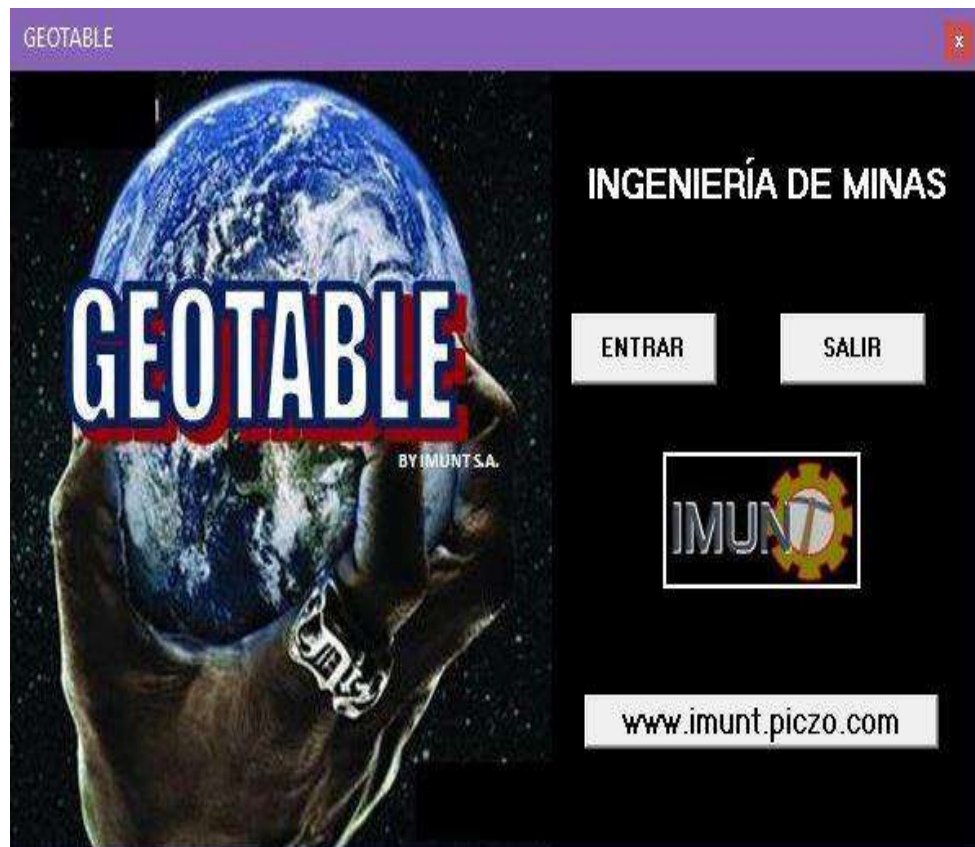 GEOTABLE
x
GEOTABLE
BY IMUNT S.A.
INGENIERÍA DE MINAS
ENTRAR
SALIR
IMUNT
www.imunt.piczo.com